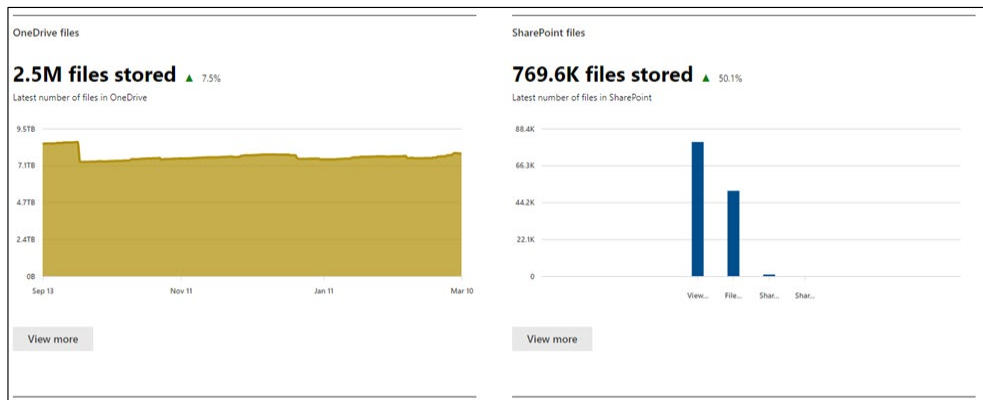 OneDrive files
2.5M files stored ▲ 7.5%
Latest number of files in OneDrive
9.5TB
7.1TB
4.7TB
2.4TB
0B
Sep 13 Nov 11 Jan 11 Mar 10
View more
SharePoint files
769.6K files stored ▲ 50.1%
Latest number of files in SharePoint
88.4K
66.3K
44.2K
22.1K
0
View... File... Shar... Shar...
View more